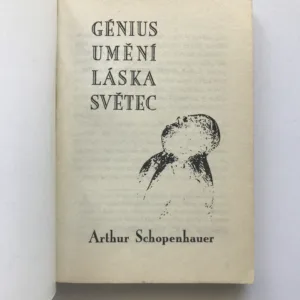 GÉNIUS
UMĚNÍ
LÁSKA
SVĚTEC
Arthur Schopenhauer